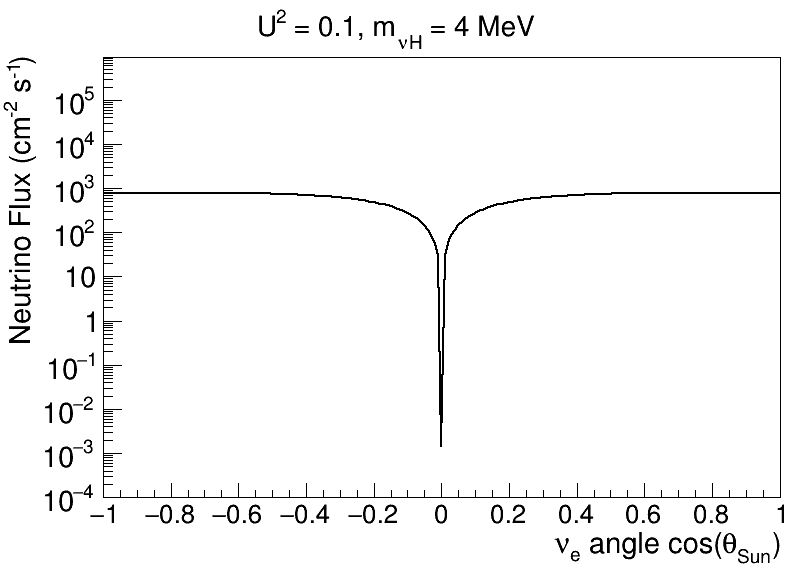 U² = 0.1, m_νH = 4 MeV
Neutrino Flux (cm⁻² s⁻¹)
10⁵
10⁴
10³
10²
10
1
10⁻¹
10⁻²
10⁻³
10⁻⁴
−1 −0.8 −0.6 −0.4 −0.2 0 0.2 0.4 0.6 0.8 1
ν_e angle cos(θ_Sun)